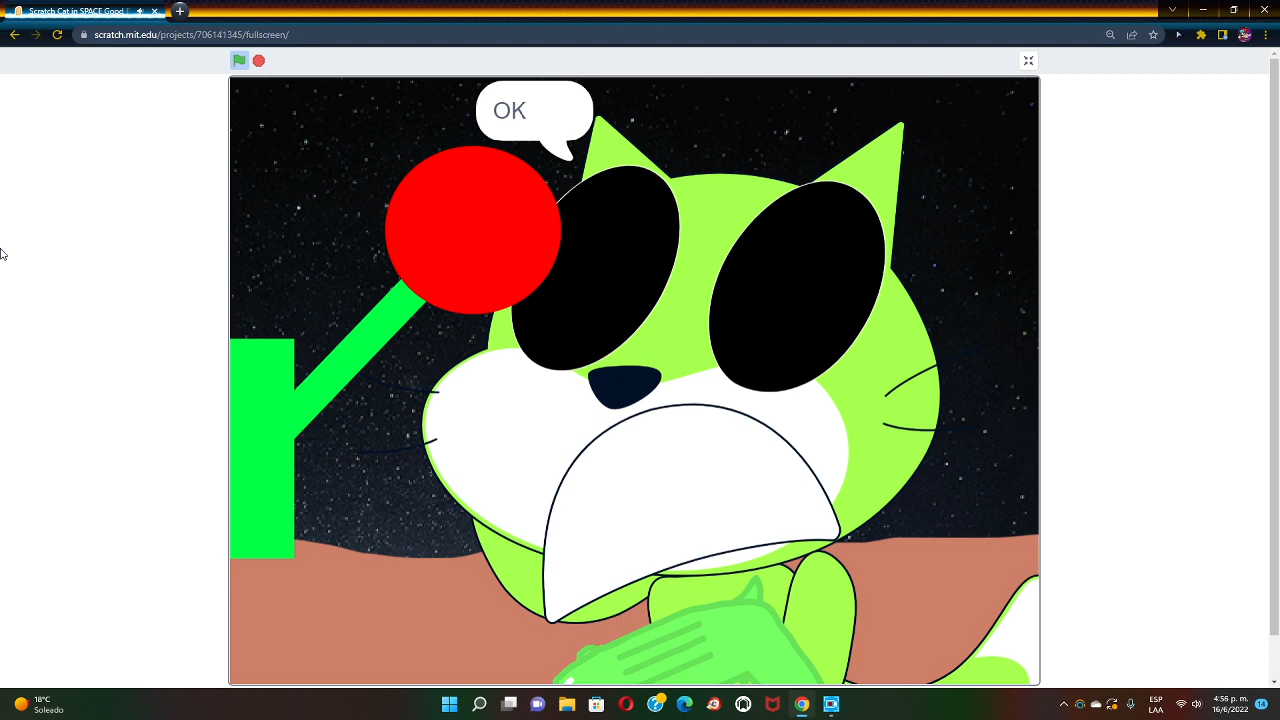 Scratch Cat in SPACE Good
scratch.mit.edu/projects/706141345/fullscreen/
OK
18°C
Soleado
ESP
LAA
4:56 p. m.
16/6/2022
14